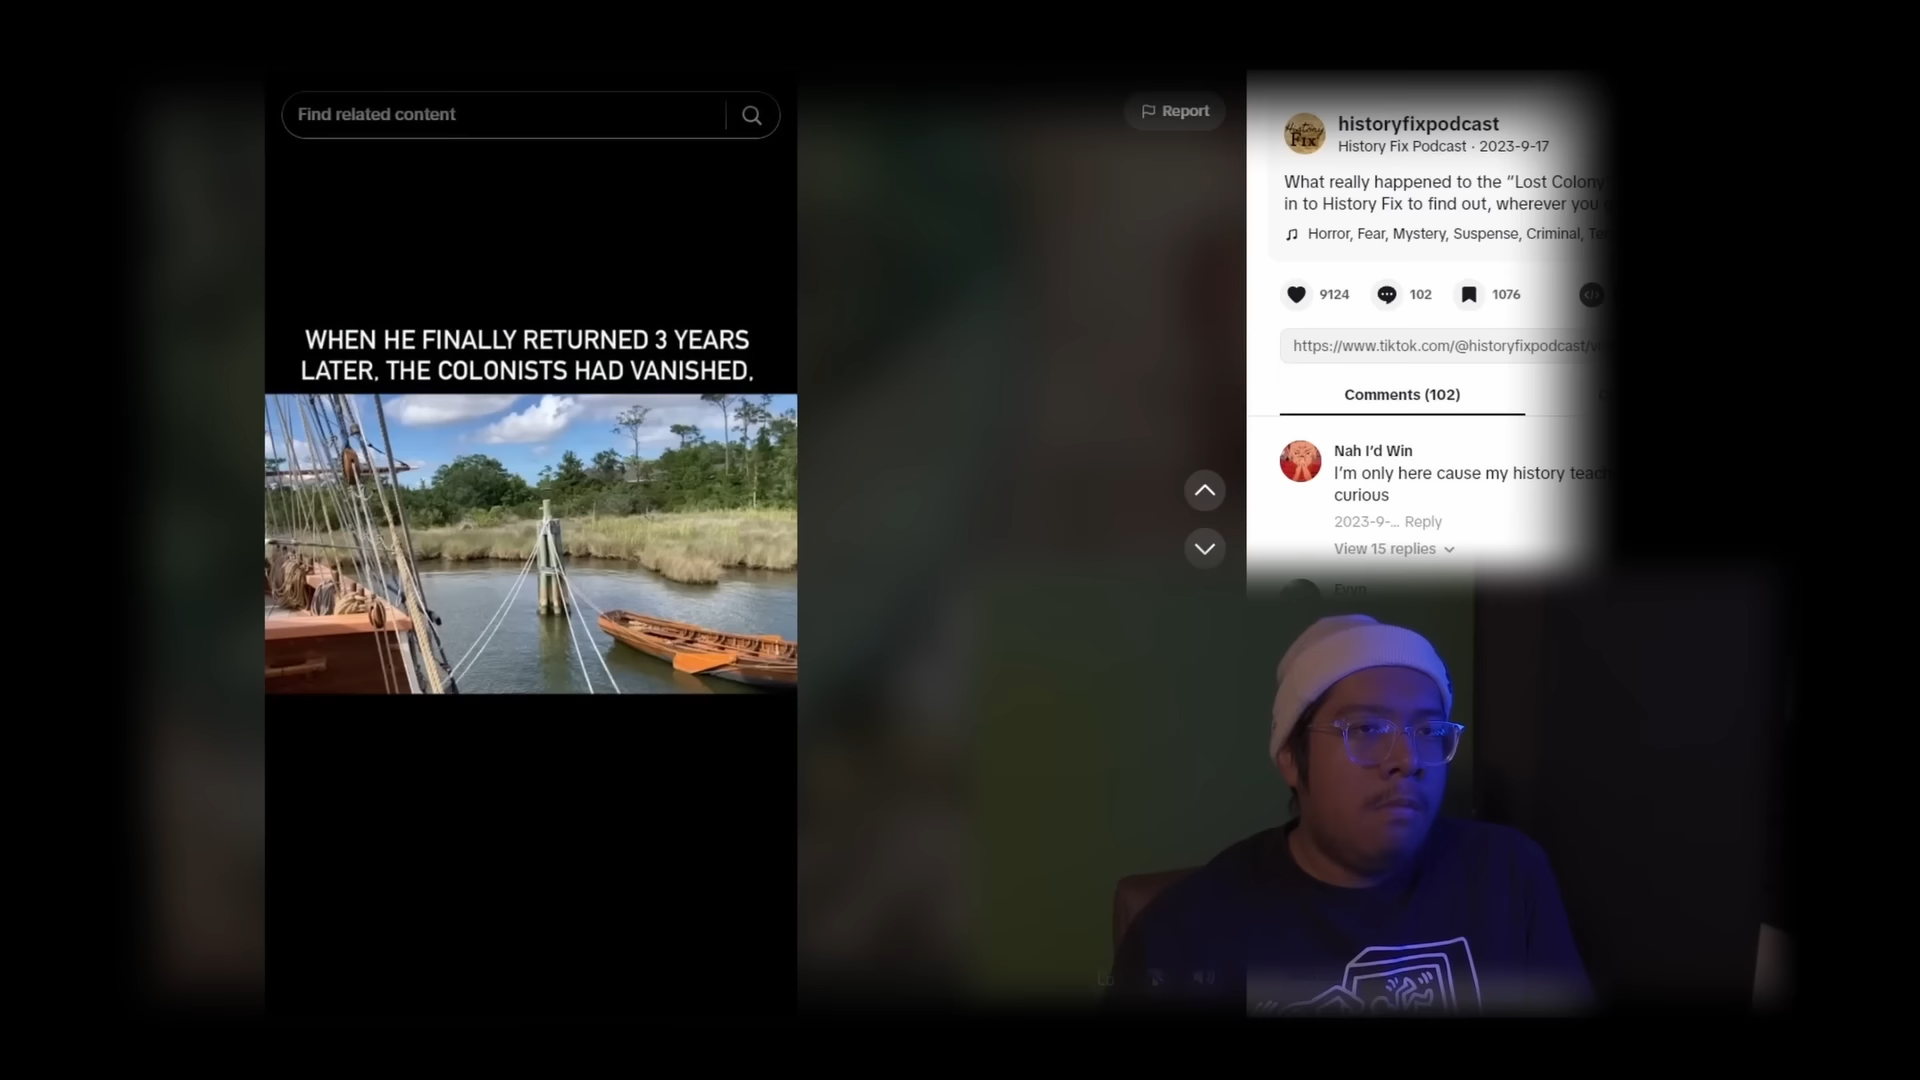 Find related content
WHEN HE FINALLY RETURNED 3 YEARS
LATER, THE COLONISTS HAD VANISHED,
Report
History
FIX
historyfixpodcast
History Fix Podcast · 2023-9-17
What really happened to the “Lost Colony
in to History Fix to find out, wherever you
Horror, Fear, Mystery, Suspense, Criminal,
9124
102
1076
https://www.tiktok.com/@historyfixpodcast/
Comments (102)
Nah I’d Win
I’m only here cause my history
curious
2023-9-... Reply
View 15 replies
Evyn